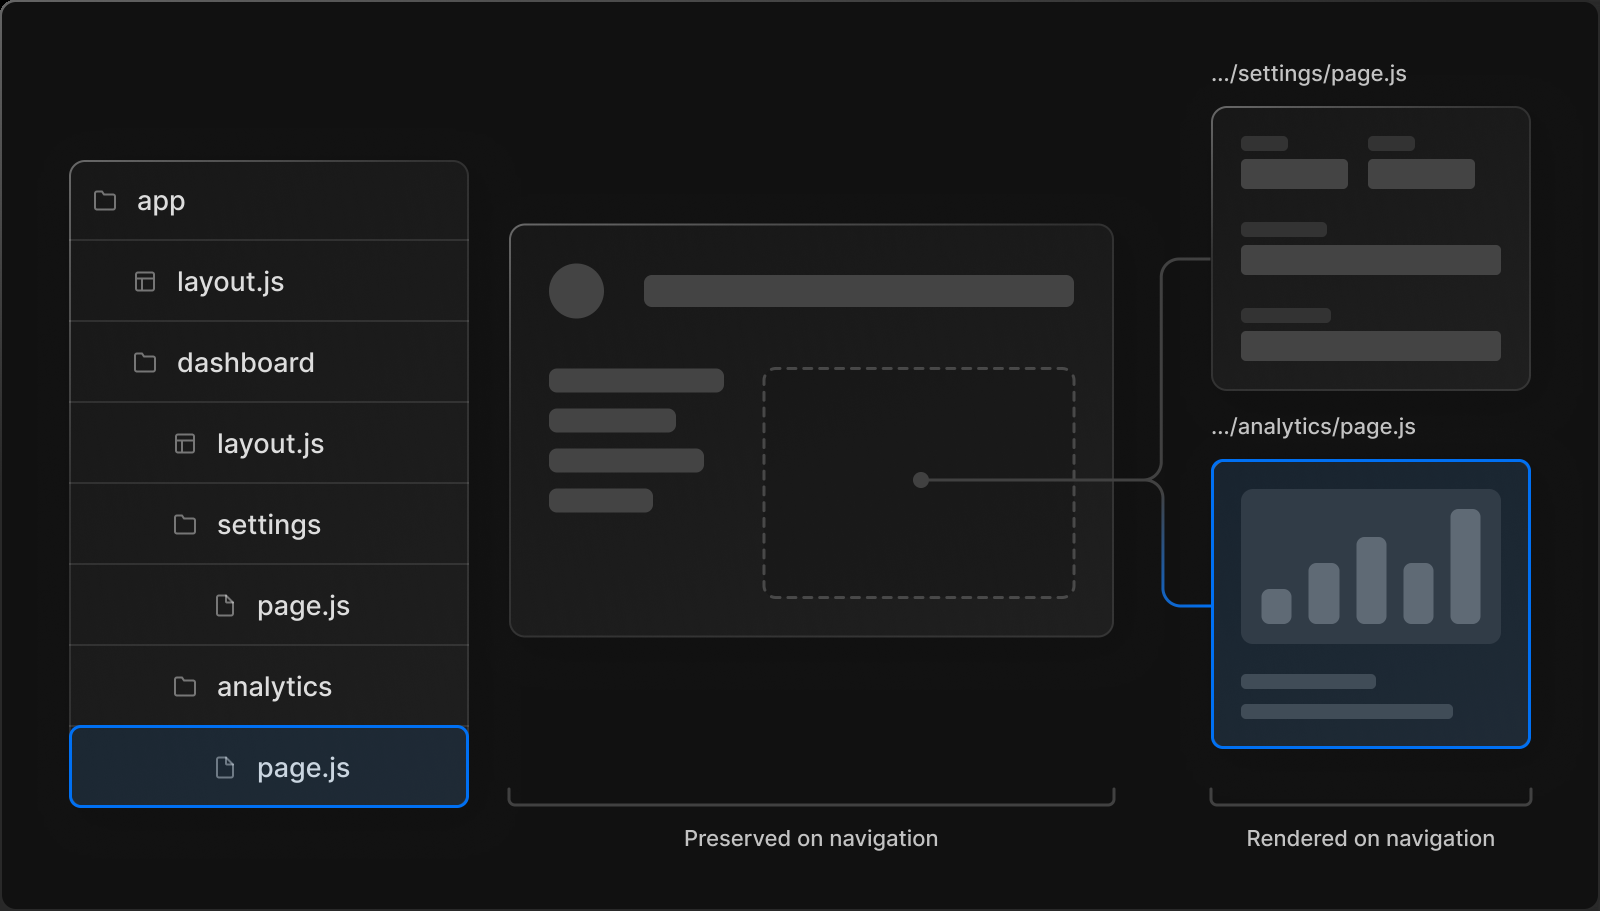 app
layout.js
dashboard
layout.js
settings
page.js
analytics
page.js
Preserved on navigation
.../settings/page.js
.../analytics/page.js
Rendered on navigation